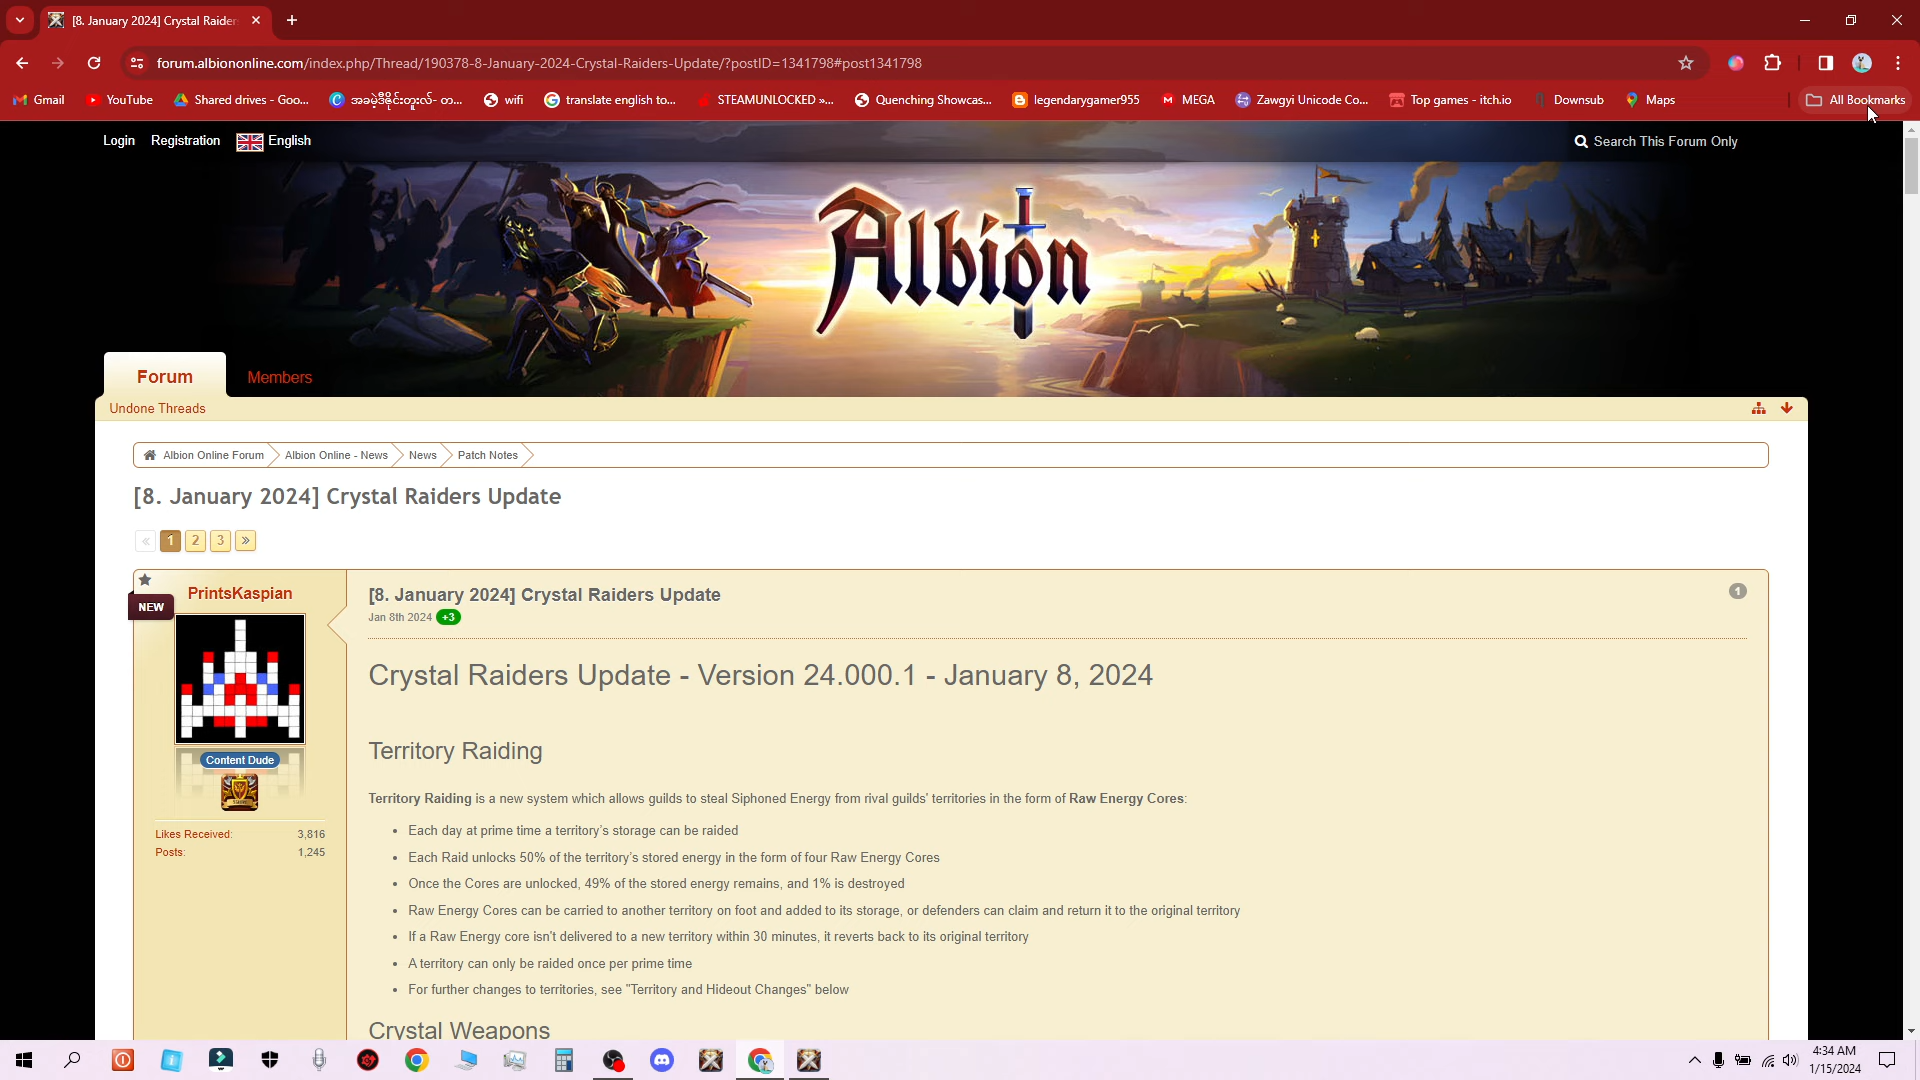 [8. January 2024] Crystal Raider
forum.albiononline.com/index.php/Thread/190378-8-January-2024-Crystal-Raiders-Update/?postID=1341798#post1341798
Gmail YouTube Shared drives - Goo... wifi translate english to... STEAMUNLOCKED »... Quenching Showcas... legendarygamer955 MEGA Zawgyi Unicode Co... Top games - itch.io Downsub Maps All Bookmarks
Login Registration English Search This Forum Only
Albion
Forum Members
Undone Threads
Albion Online Forum Albion Online - News News Patch Notes
[8. January 2024] Crystal Raiders Update
« 1 2 3 »
PrintsKaspian
NEW
Content Dude
Likes Received: 3,816
Posts: 1,245
[8. January 2024] Crystal Raiders Update
1
Jan 8th 2024 +3
Crystal Raiders Update - Version 24.000.1 - January 8, 2024
Territory Raiding
Territory Raiding is a new system which allows guilds to steal Siphoned Energy from rival guilds' territories in the form of Raw Energy Cores:
• Each day at prime time a territory's storage can be raided
• Each Raid unlocks 50% of the territory's stored energy in the form of four Raw Energy Cores
• Once the Cores are unlocked, 49% of the stored energy remains, and 1% is destroyed
• Raw Energy Cores can be carried to another territory on foot and added to its storage, or defenders can claim and return it to the original territory
• If a Raw Energy core isn't delivered to a new territory within 30 minutes, it reverts back to its original territory
• A territory can only be raided once per prime time
• For further changes to territories, see "Territory and Hideout Changes" below
Crystal Weapons
4:34 AM
1/15/2024